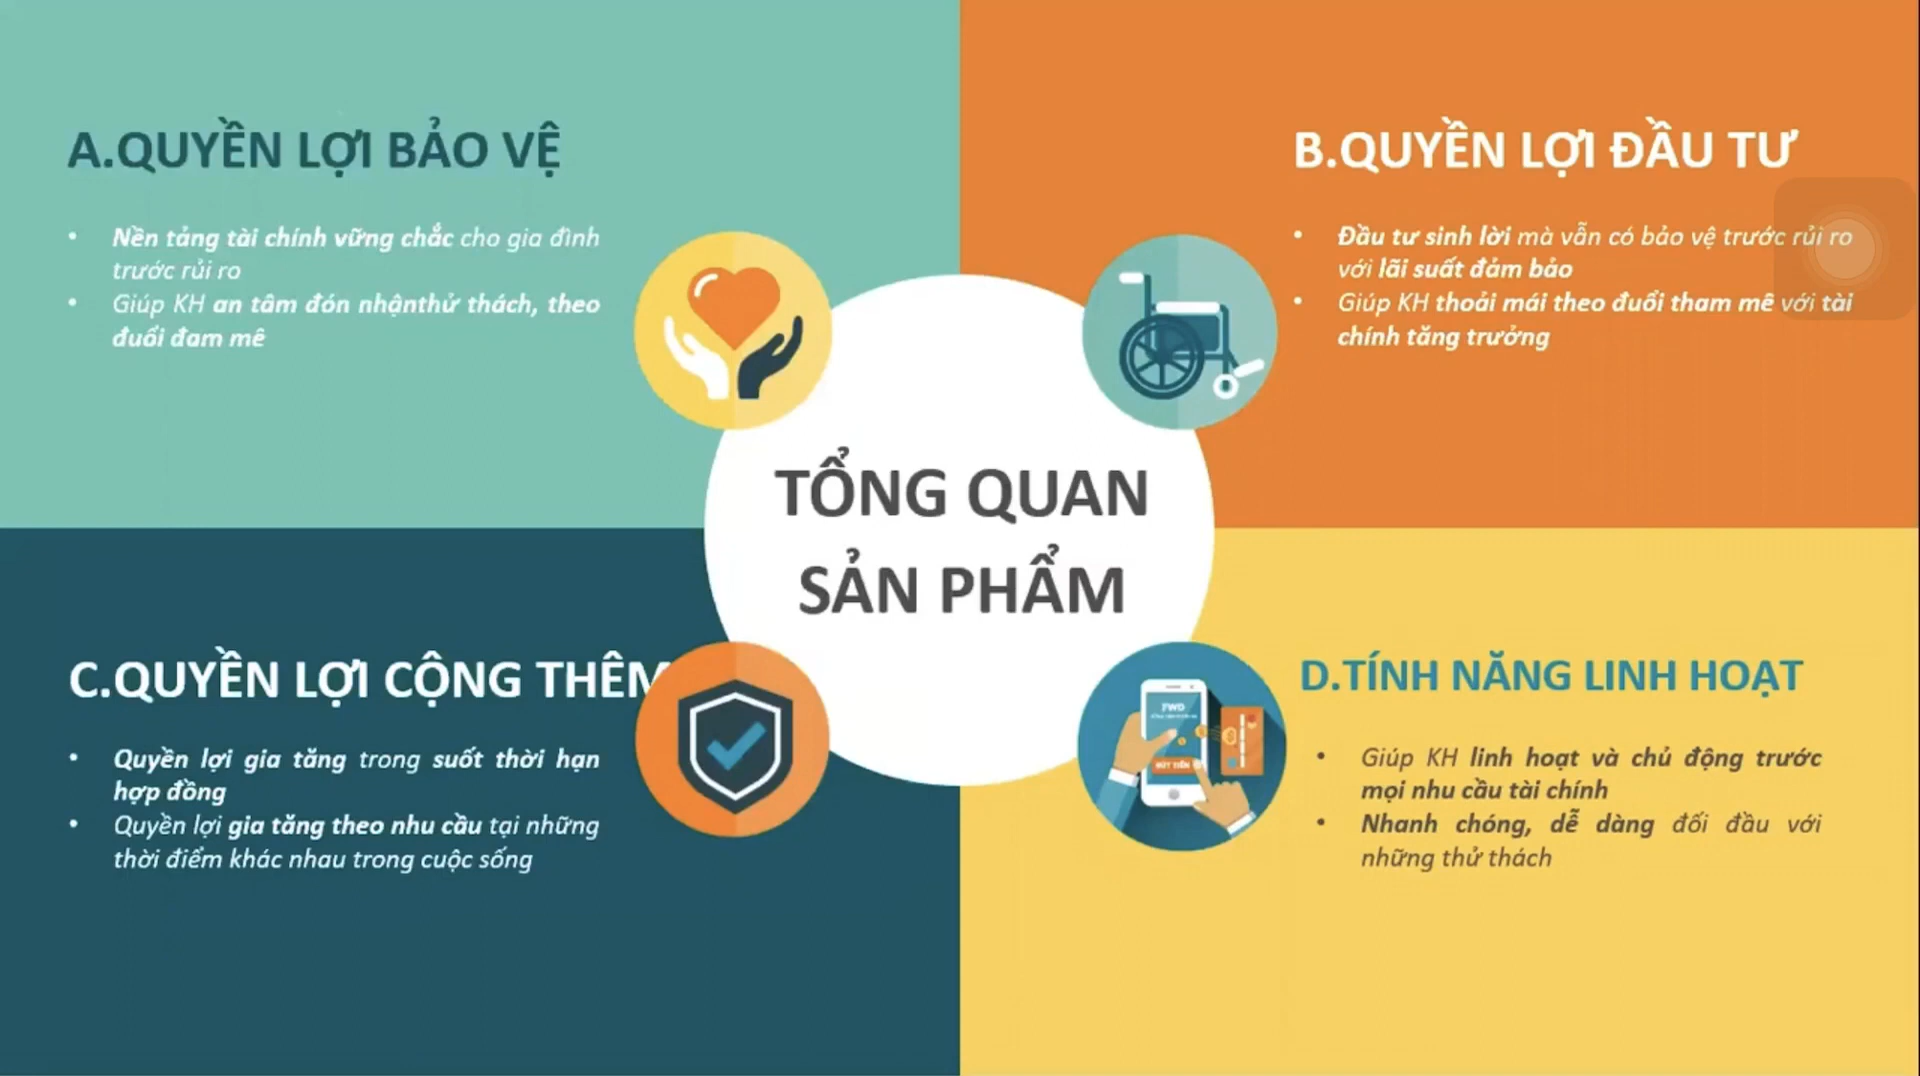 A.QUYỀN LỢI BẢO VỆ
• Nền tảng tài chính vững chắc cho gia đình
trước rủi ro
• Giúp KH an tâm đón nhậnthử thách, theo
đuổi đam mê
B.QUYỀN LỢI ĐẦU TƯ
• Đầu tư sinh lời mà vẫn có bảo vệ trước rủi ro
với lãi suất đảm bảo
• Giúp KH thoải mái theo đuổi tham mê với tài
chính tăng trưởng
TỔNG QUAN
SẢN PHẨM
C.QUYỀN LỢI CỘNG THÊM
• Quyền lợi gia tăng trong suốt thời hạn
hợp đồng
• Quyền lợi gia tăng theo nhu cầu tại những
thời điểm khác nhau trong cuộc sống
FWD
RÚT TIỀN
D.TÍNH NĂNG LINH HOẠT
• Giúp KH linh hoạt và chủ động trước
mọi nhu cầu tài chính
• Nhanh chóng, dễ dàng đối đầu với
những thử thách